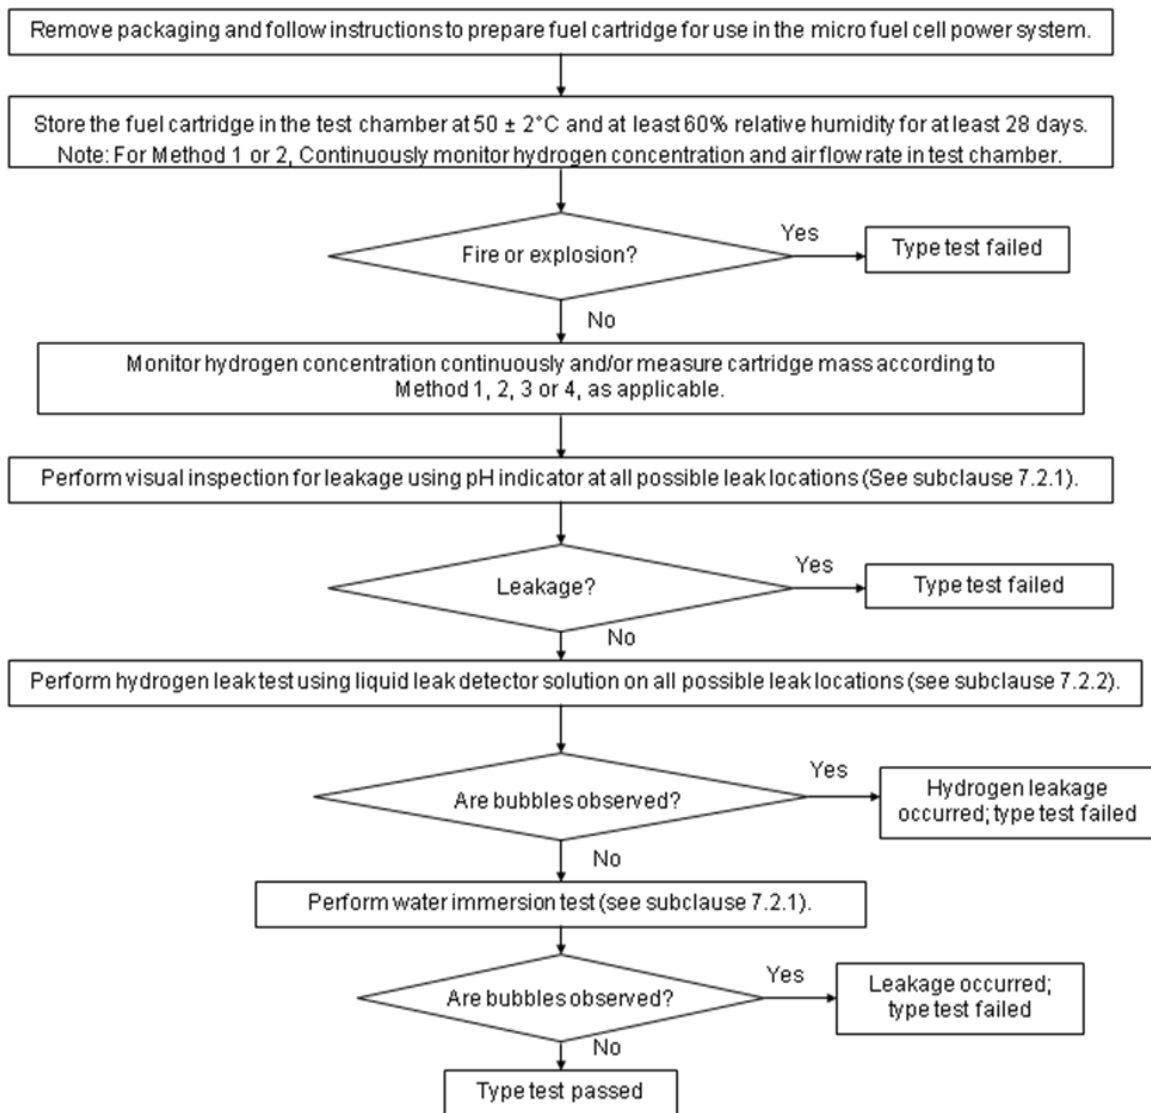 Remove packaging and follow instructions to prepare fuel cartridge for use in the micro fuel cell power system.
Store the fuel cartridge in the test chamber at 50 ± 2°C and at least 60% relative humidity for at least 28 days.
Note: For Method 1 or 2, Continuously monitor hydrogen concentration and air flow rate in test chamber.
Fire or explosion?
Yes
Type test failed
No
Monitor hydrogen concentration continuously and/or measure cartridge mass according to
Method 1, 2, 3 or 4, as applicable.
Perform visual inspection for leakage using pH indicator at all possible leak locations (See subclause 7.2.1).
Leakage?
Yes
Type test failed
No
Perform hydrogen leak test using liquid leak detector solution on all possible leak locations (see subclause 7.2.2).
Are bubbles observed?
Yes
Hydrogen leakage
occurred; type test failed
No
Perform water immersion test (see subclause 7.2.1).
Are bubbles observed?
Yes
Leakage occurred;
type test failed
No
Type test passed